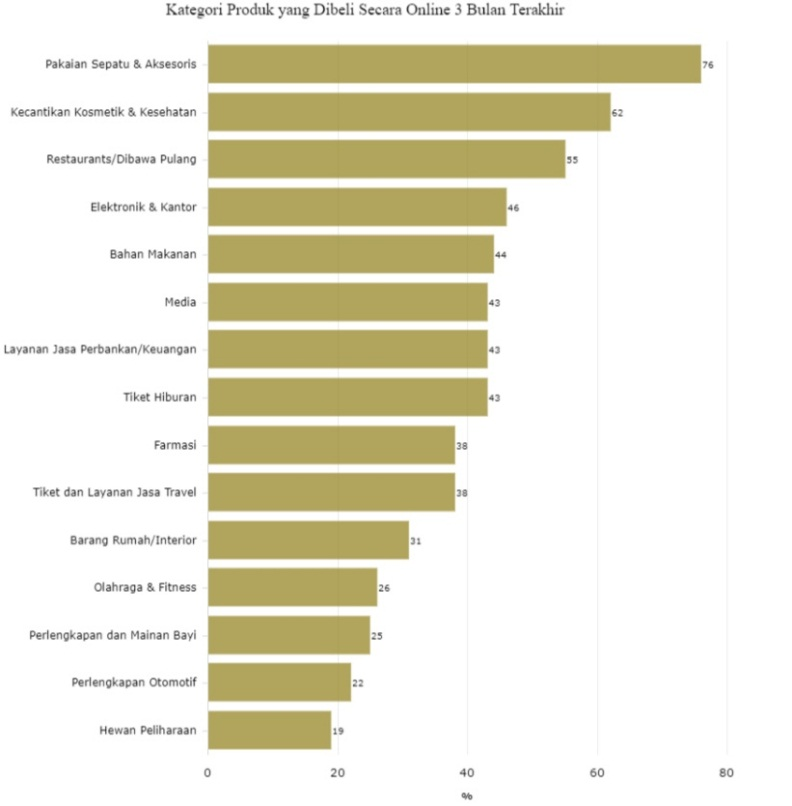 Kategori Produk yang Dibeli Secara Online 3 Bulan Terakhir
Pakaian Sepatu & Aksesoris 76
Kecantikan Kosmetik & Kesehatan 62
Restaurants/Dibawa Pulang 55
Elektronik & Kantor 46
Bahan Makanan 44
Media 43
Layanan Jasa Perbankan/Keuangan 43
Tiket Hiburan 43
Farmasi 38
Tiket dan Layanan Jasa Travel 38
Barang Rumah/Interior 31
Olahraga & Fitness 26
Perlengkapan dan Mainan Bayi 25
Perlengkapan Otomotif 22
Hewan Peliharaan 19
0 20 40 60 80
%